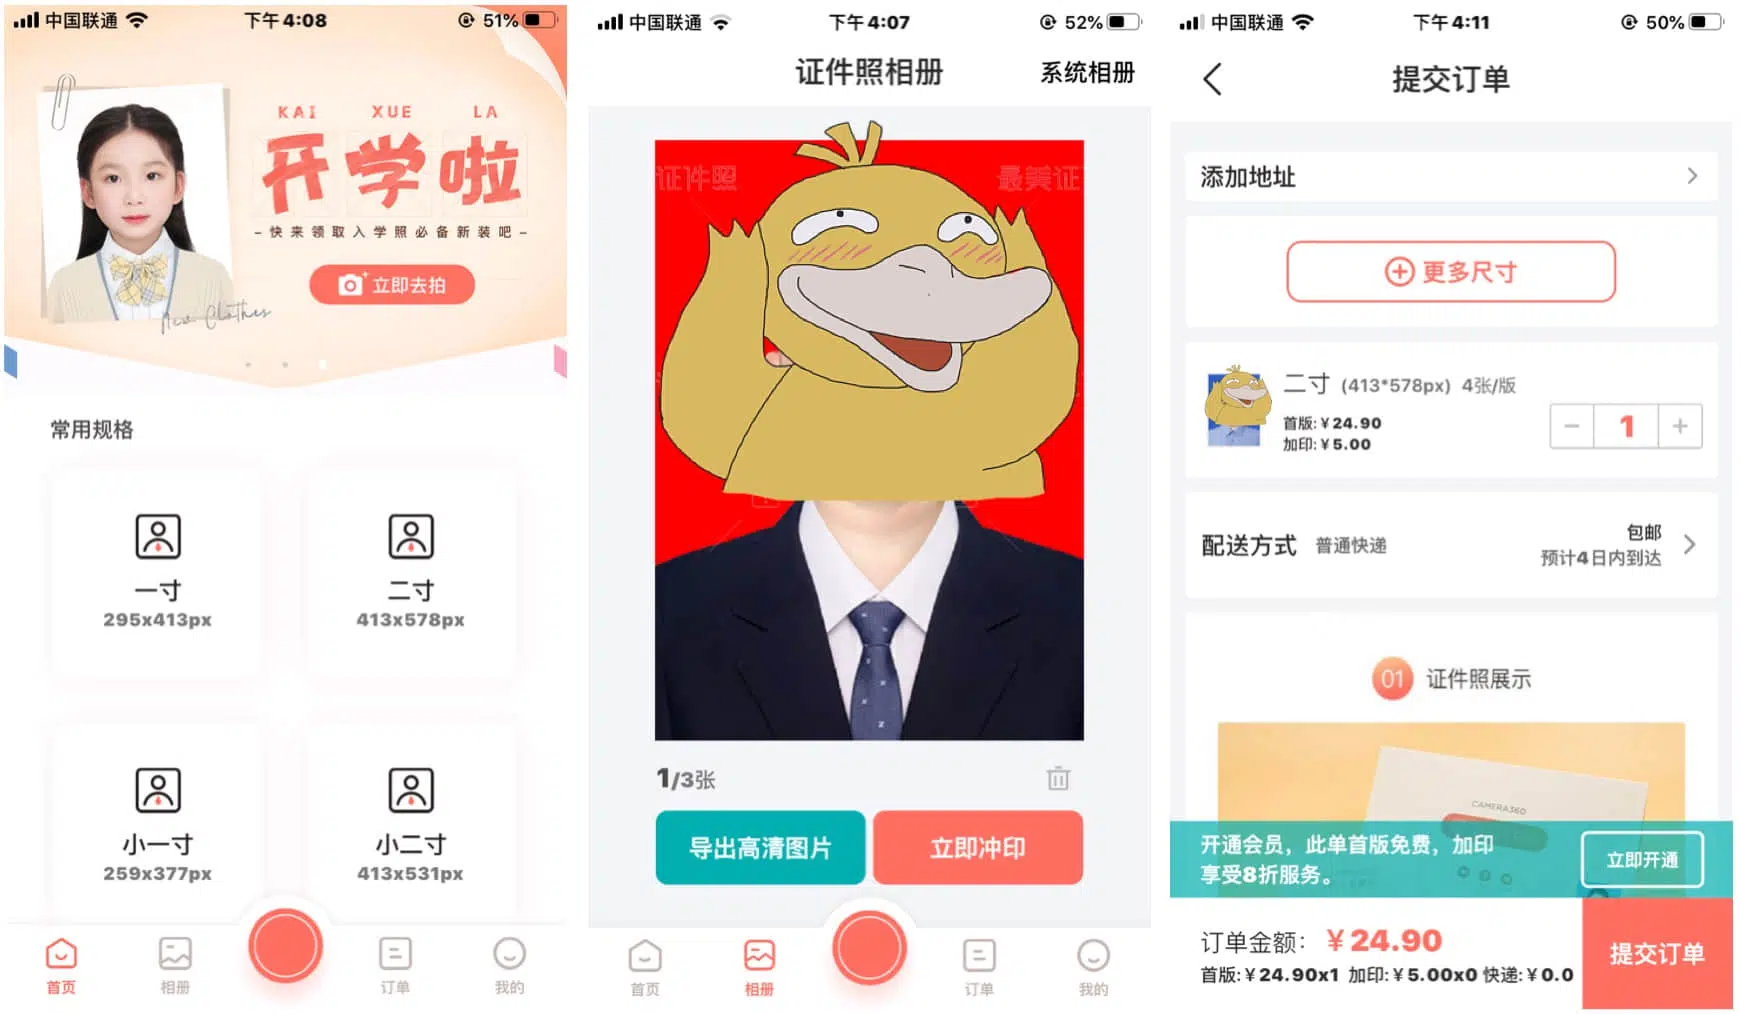 中国联通
下午4:08
51%
KAI XUE LA
开学啦
-快来领取入学照必备新装吧-
立即去拍
New Clothes
常用规格
一寸
295x413px
二寸
413x578px
小一寸
259x377px
小二寸
413x531px
首页
相册
订单
我的
中国联通
下午4:07
52%
证件照相册
系统相册
证件照
最美证
1/3张
导出高清图片
立即冲印
首页
相册
订单
我的
中国联通
下午4:11
50%
提交订单
添加地址
更多尺寸
二寸 (413*578px) 4张/版
首版:¥24.90
加印:¥5.00
1
配送方式 普通快递
包邮
预计4日内到达
01 证件照展示
CAMERA360
开通会员，此单首版免费，加印
享受8折服务。
立即开通
订单金额: ¥24.90
首版:¥24.90x1 加印:¥5.00x0 快递:¥0.0
提交订单